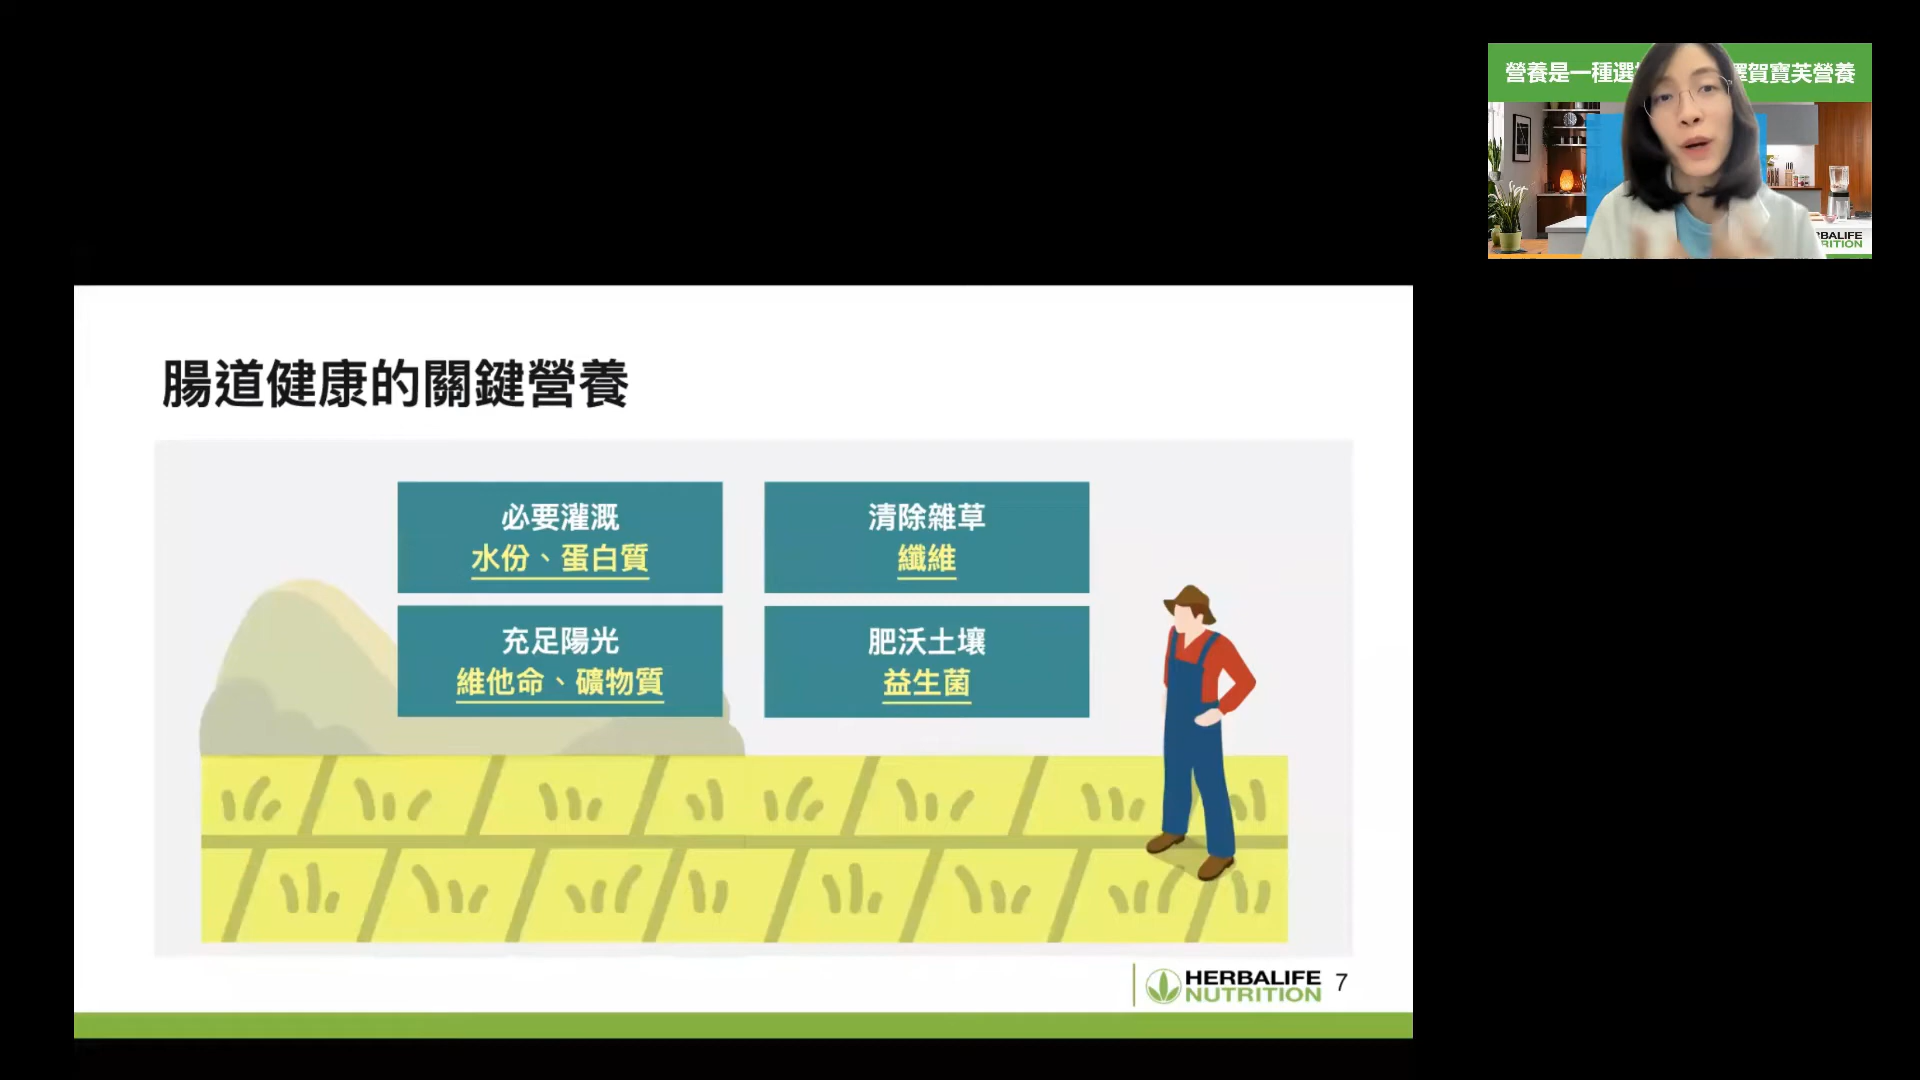 營養是一種選 賀寶芙營養
BALIFE
RITION
腸道健康的關鍵營養
必要灌溉
水份、蛋白質
清除雜草
纖維
充足陽光
維他命、礦物質
肥沃土壤
益生菌
HERBALIFE
NUTRITION
7